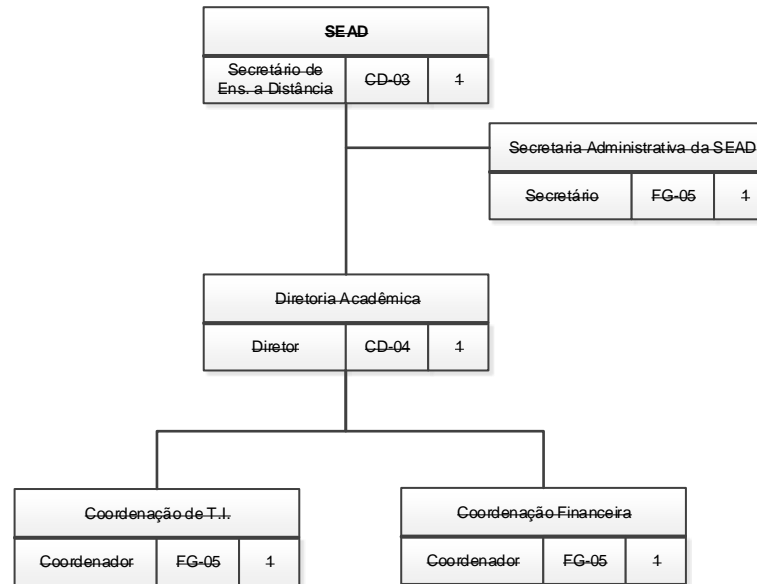 SEAD
Secretário de
Ens. a Distância
CD-03
1
Secretaria Administrativa da SEAD
Secretário
FG-05
1
Diretoria Acadêmica
Diretor
CD-04
1
Coordenação de T.I.
Coordenador
FG-05
1
Coordenação Financeira
Coordenador
FG-05
1